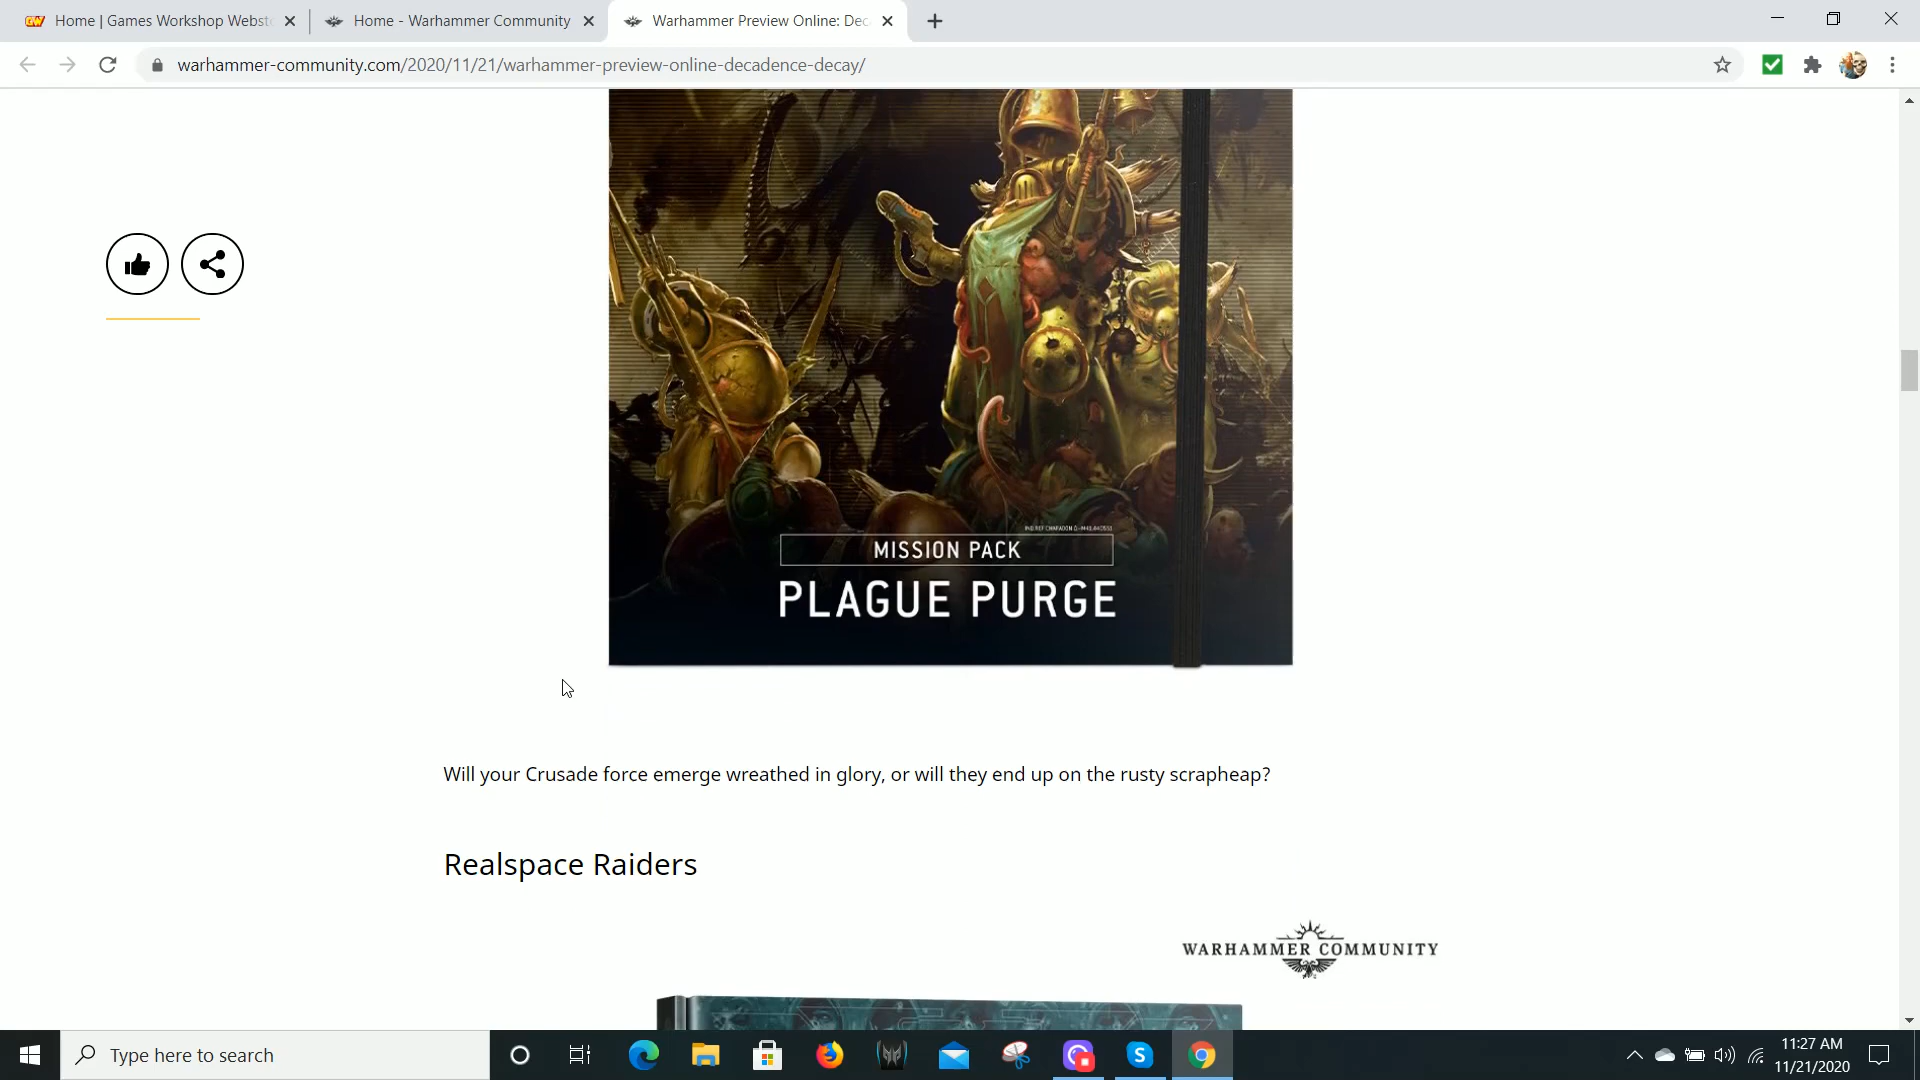 GW Home | Games Workshop Webst
Home - Warhammer Community
Warhammer Preview Online: Dec
warhammer-community.com/2020/11/21/warhammer-preview-online-decadence-decay/
MISSION PACK
PLAGUE PURGE
Will your Crusade force emerge wreathed in glory, or will they end up on the rusty scrapheap?
Realspace Raiders
WARHAMMER COMMUNITY
Type here to search
11:27 AM
11/21/2020